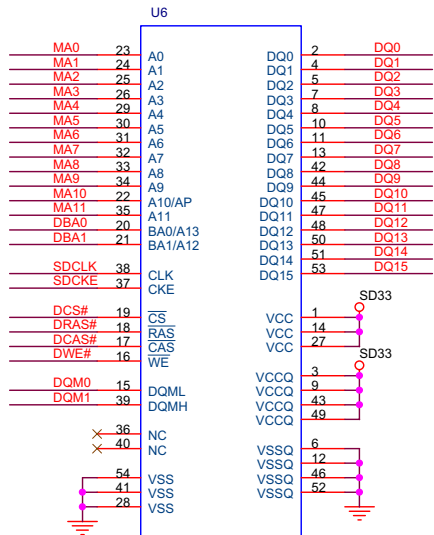 U6
MA0 23 A0 DQ0 2 DQ0
MA1 24 A1 DQ1 4 DQ1
MA2 25 A2 DQ2 5 DQ2
MA3 26 A3 DQ3 7 DQ3
MA4 29 A4 DQ4 8 DQ4
MA5 30 A5 DQ5 10 DQ5
MA6 31 A6 DQ6 11 DQ6
MA7 32 A7 DQ7 13 DQ7
MA8 33 A8 DQ8 42 DQ8
MA9 34 A9 DQ9 44 DQ9
MA10 22 A10/AP DQ10 45 DQ10
MA11 35 A11 DQ11 47 DQ11
DBA0 20 BA0/A13 DQ12 48 DQ12
DBA1 21 BA1/A12 DQ13 50 DQ13
DQ14 51 DQ14
SDCLK 38 CLK DQ15 53 DQ15
SDCKE 37 CKE
SD33
DCS# 19 CS VCC 1
DRAS# 18 RAS VCC 14
DCAS# 17 CAS VCC 27
DWE# 16 WE
SD33
VCCQ 3
DQM0 15 DQML VCCQ 9
DQM1 39 DQMH VCCQ 43
VCCQ 49
36 NC
40 NC VSSQ 6
VSSQ 12
54 VSS VSSQ 46
41 VSS VSSQ 52
28 VSS